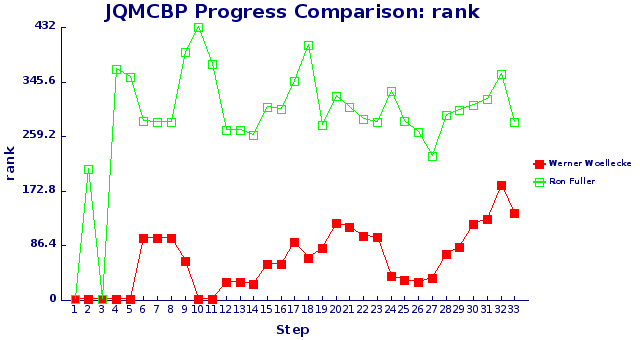 JQMCBP Progress Comparison: rank
432
345.6
259.2
172.8
86.4
0
rank
1 2 3 4 5 6 7 8 9 10 11 12 13 14 15 16 17 18 19 20 21 22 23 24 25 26 27 28 29 30 31 32 33
Step
Werner Woellecke
Ron Fuller